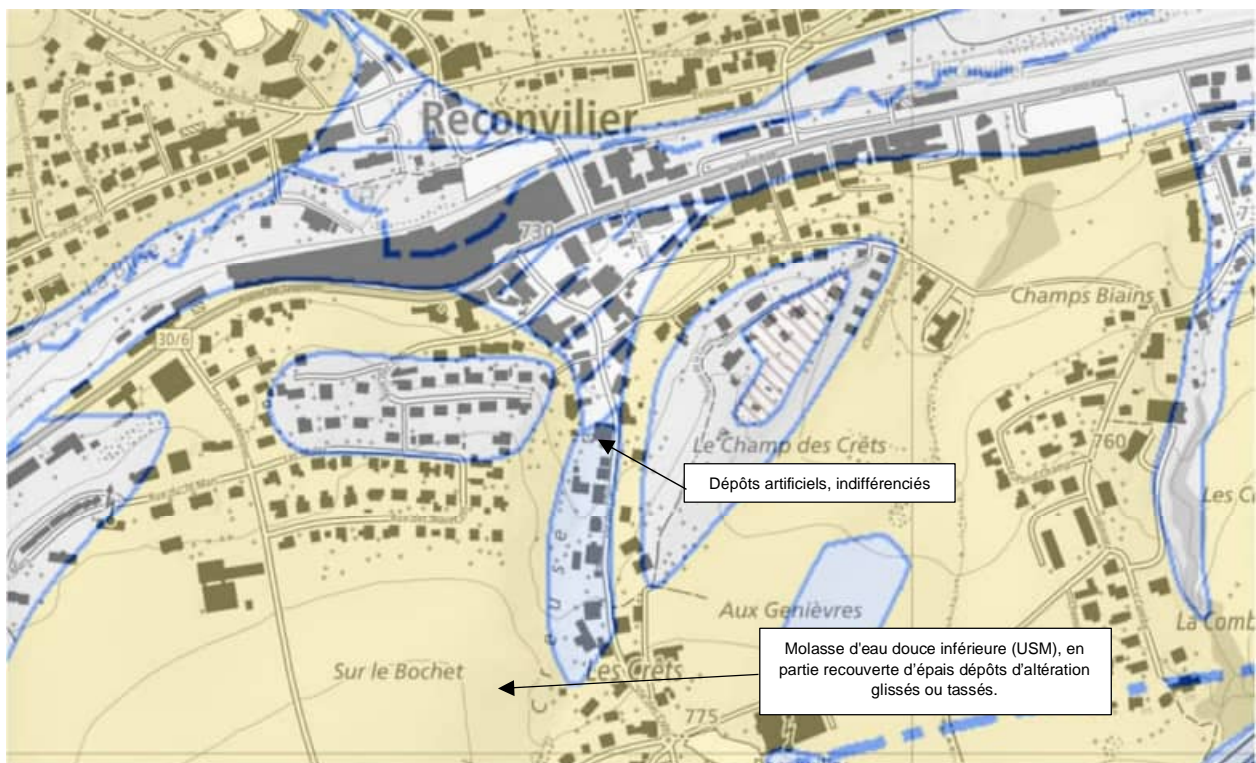 Reconvilier
730
Champs Biains
30/6
760
Le Champ des Crêts
Dépôts artificiels, indifférenciés
Creuse
Aux Genièvres
Molasse d'eau douce inférieure (USM), en
partie recouverte d'épais dépôts d'altération
glissés ou tassés.
Sur le Bochet
Les Crêts
775